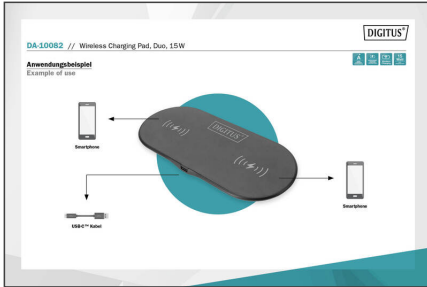 DIGITUS®
DA-10082 // Wireless Charging Pad, Duo, 15W
Anwendungsbeispiel
Example of use
DIGITUS
Smartphone
Smartphone
USB-C™ Kabel